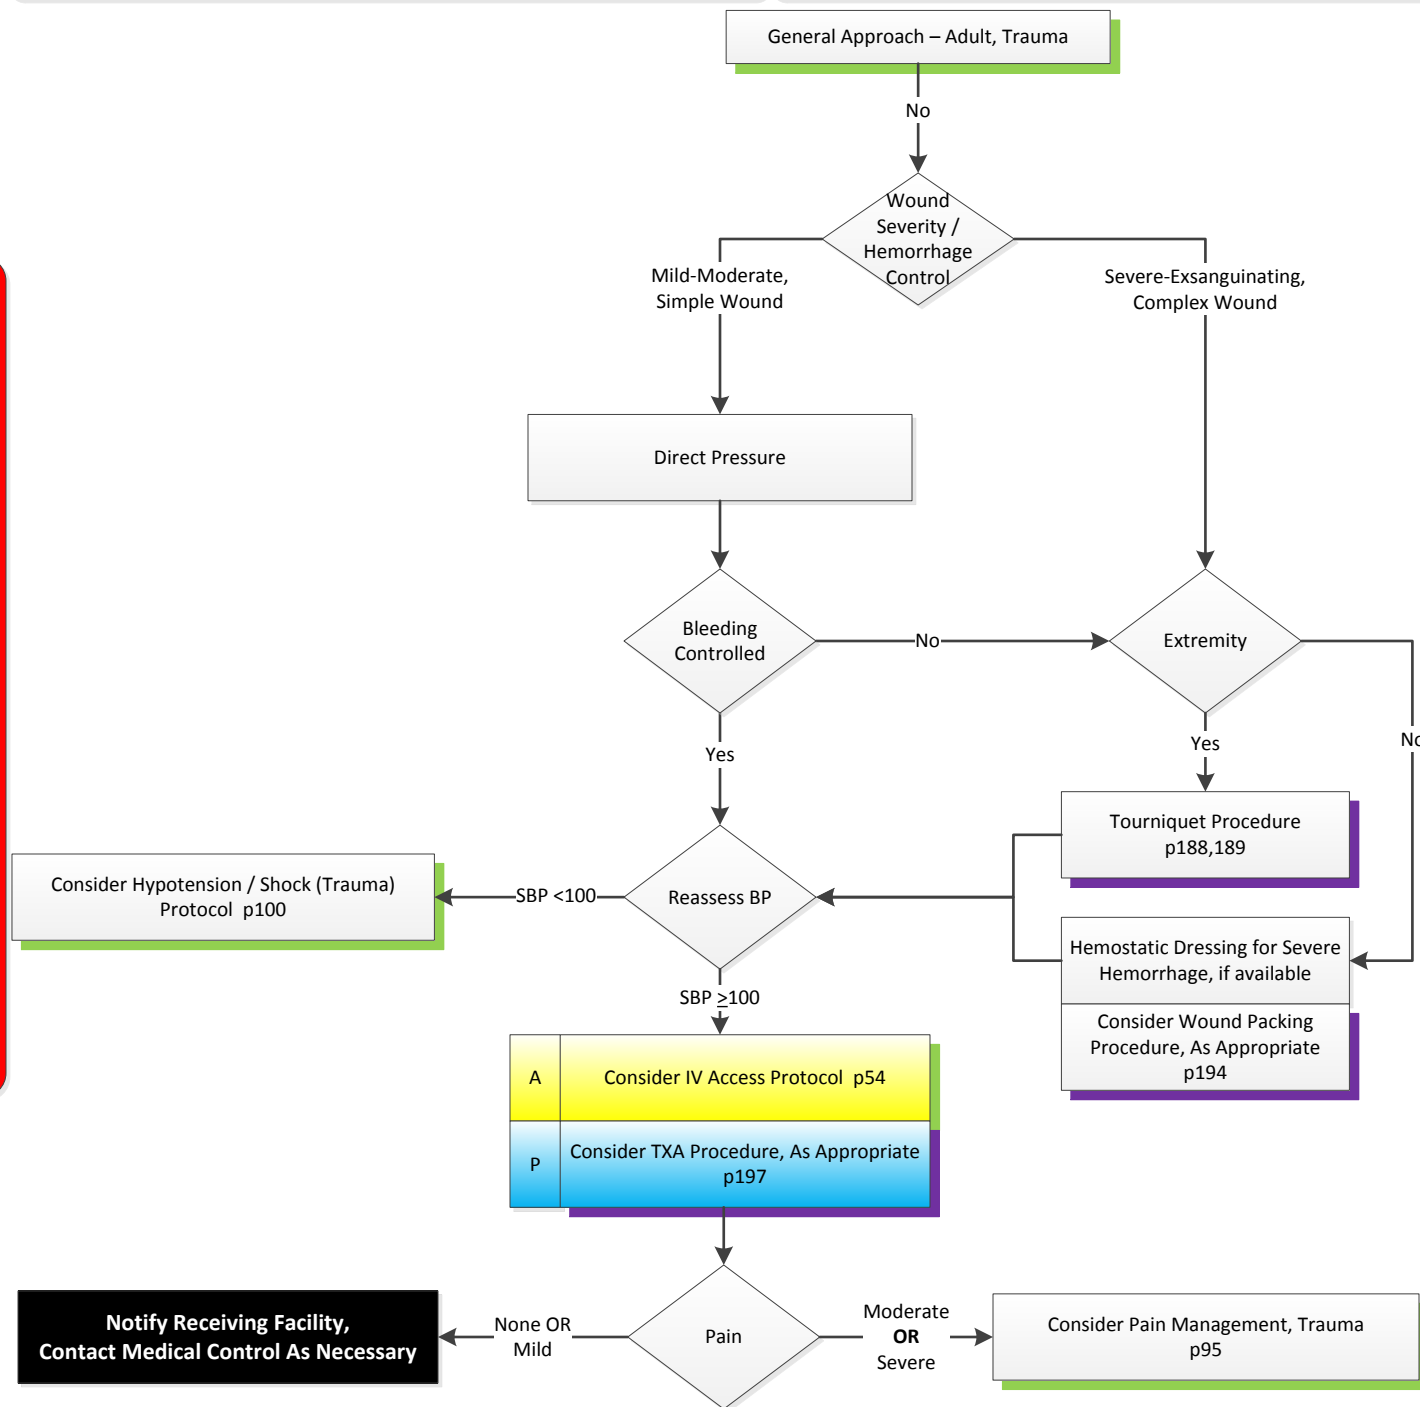 General Approach – Adult, Trauma
No
Wound
Severity /
Hemorrhage
Control
Mild-Moderate,
Simple Wound
Severe-Exsanguinating,
Complex Wound
Direct Pressure
Bleeding
Controlled
No
Extremity
Yes
Yes
No
Tourniquet Procedure
p188,189
Consider Hypotension / Shock (Trauma)
Protocol p100
SBP <100
Reassess BP
Hemostatic Dressing for Severe
Hemorrhage, if available
Consider Wound Packing
Procedure, As Appropriate
p194
SBP ≥100
A
Consider IV Access Protocol p54
P
Consider TXA Procedure, As Appropriate
p197
Notify Receiving Facility,
Contact Medical Control As Necessary
None OR
Mild
Pain
Moderate
OR
Severe
Consider Pain Management, Trauma
p95